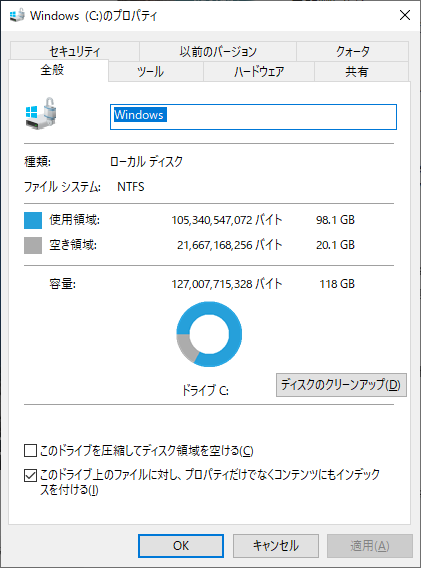 Windows (C:)のプロパティ
セキュリティ 以前のバージョン クォータ
全般 ツール ハードウェア 共有
Windows
種類: ローカル ディスク
ファイル システム: NTFS
使用領域: 105,340,547,072 バイト 98.1 GB
空き領域: 21,667,168,256 バイト 20.1 GB
容量: 127,007,715,328 バイト 118 GB
ドライブ C: ディスクのクリーンアップ(D)
このドライブを圧縮してディスク領域を空ける(C)
このドライブ上のファイルに対し、プロパティだけでなくコンテンツにもインデック
スを付ける(I)
OK キャンセル 適用(A)